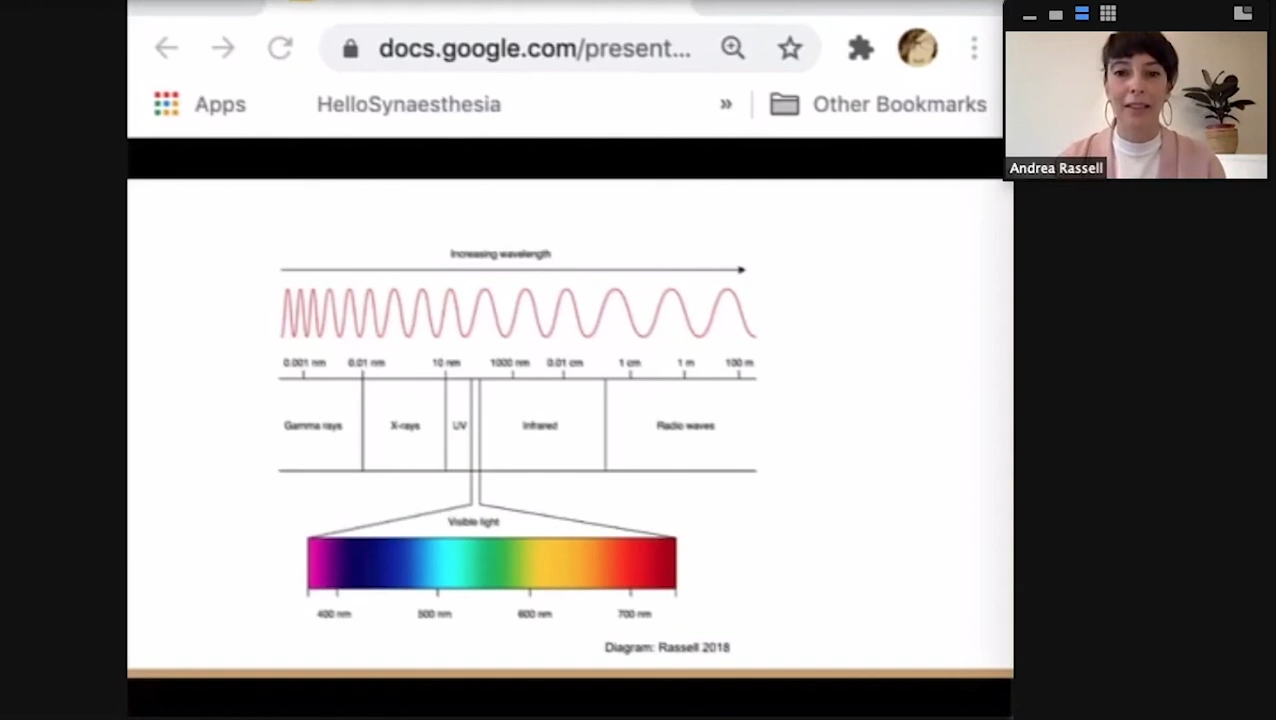 docs.google.com/present...
Apps
HelloSynaesthesia
»
Other Bookmarks
Andrea Rassell
Increasing wavelength
0.001 nm 0.01 nm 10 nm 1000 nm 0.01 cm 1 cm 1 m 100 m
Gamma rays X-rays UV Infrared Radio waves
Visible light
400 nm 500 nm 600 nm 700 nm
Diagram: Rassell 2018